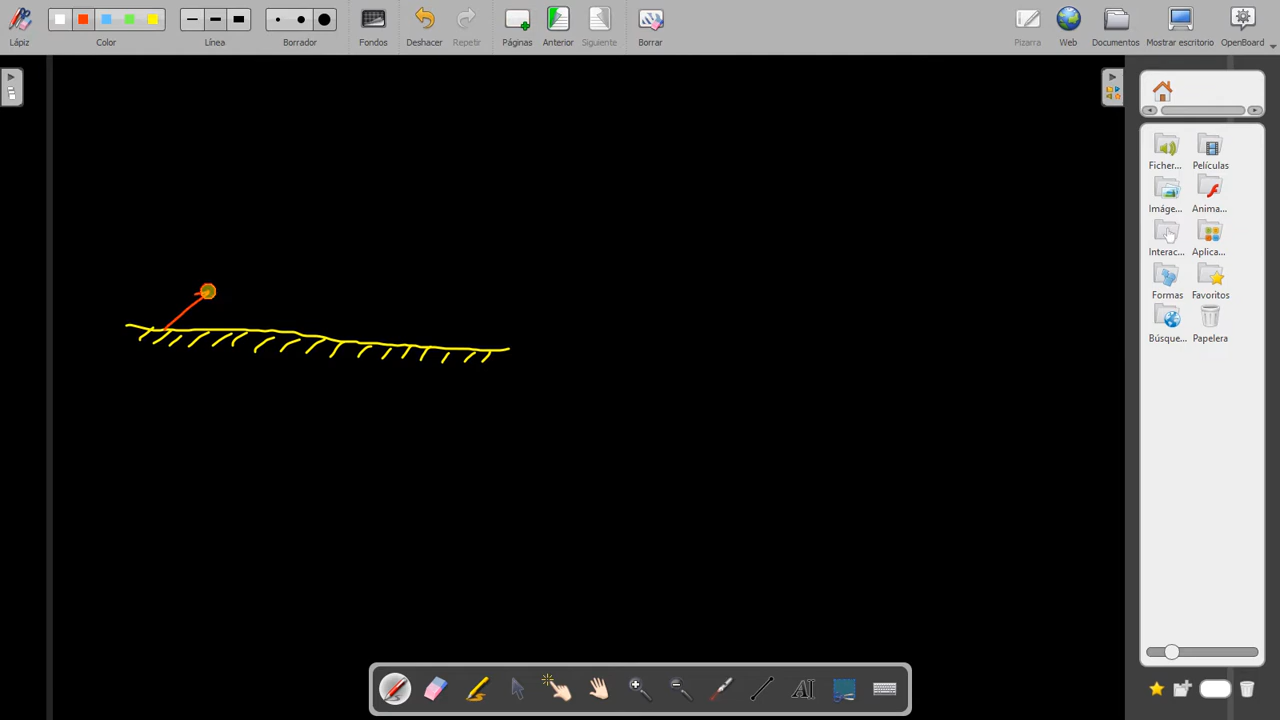 Lápiz Color Línea Borrador Fondos Deshacer Repetir Páginas Anterior Siguiente Borrar Pizarra Web Documentos Mostrar escritorio OpenBoard
Ficher... Películas
Imáge... Anima...
Interac... Aplica...
Formas Favoritos
Búsque... Papelera